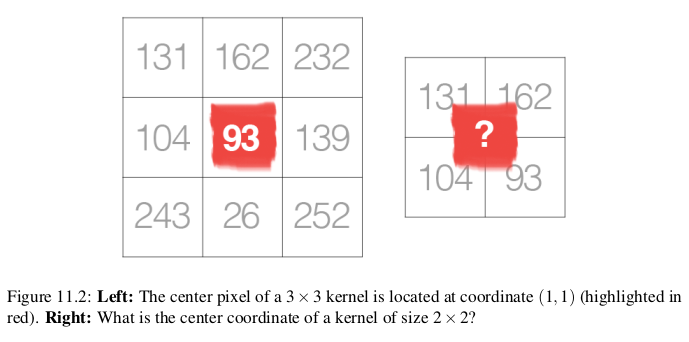 131 162 232
104 93 139
243 26 252
131 162
?
104 93
Figure 11.2: Left: The center pixel of a 3 × 3 kernel is located at coordinate (1,1) (highlighted in
red). Right: What is the center coordinate of a kernel of size 2 × 2?